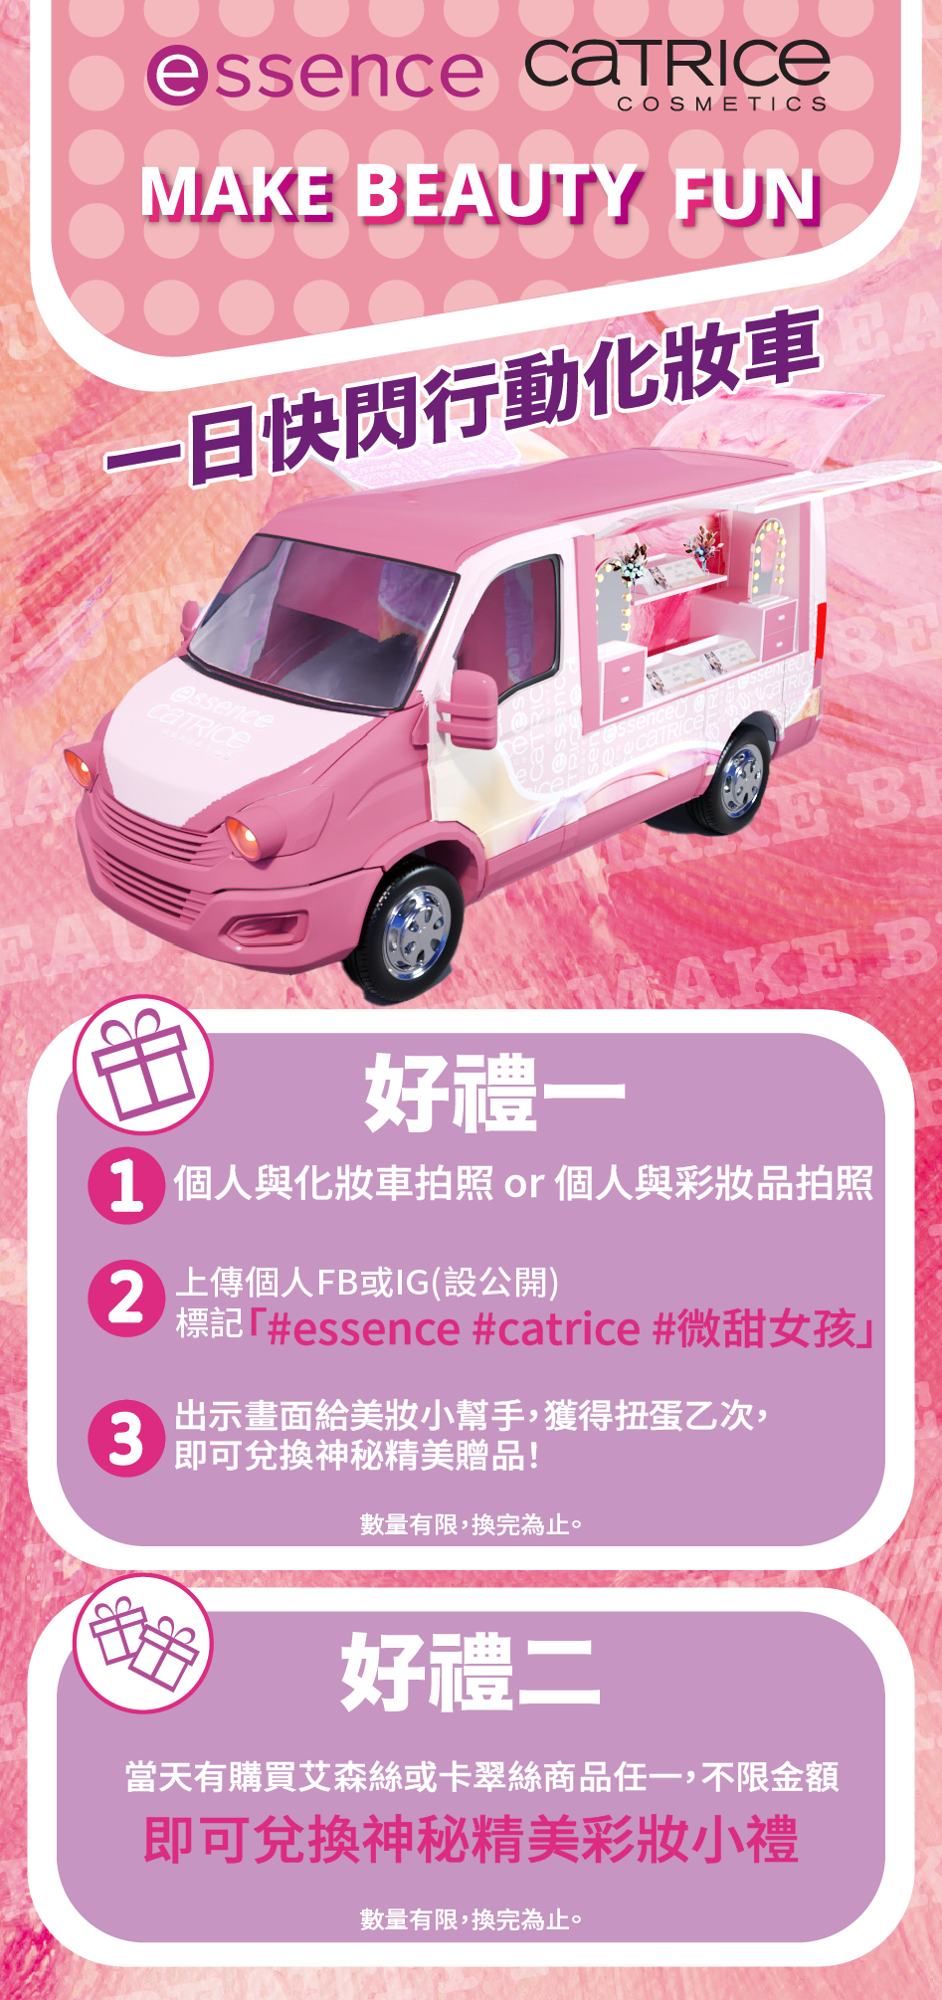 essence CATRICE
COSMETICS
MAKE BEAUTY FUN
一日快閃行動化妝車
essence
CATRICE
好禮一
1 個人與化妝車拍照 or 個人與彩妝品拍照
2 上傳個人FB或IG(設公開)
標記「#essence #catrice #微甜女孩」
3 出示畫面給美妝小幫手,獲得扭蛋乙次,
即可兌換神秘精美贈品!
數量有限,換完為止。
好禮二
當天有購買艾森絲或卡翠絲商品任一,不限金額
即可兌換神秘精美彩妝小禮
數量有限,換完為止。